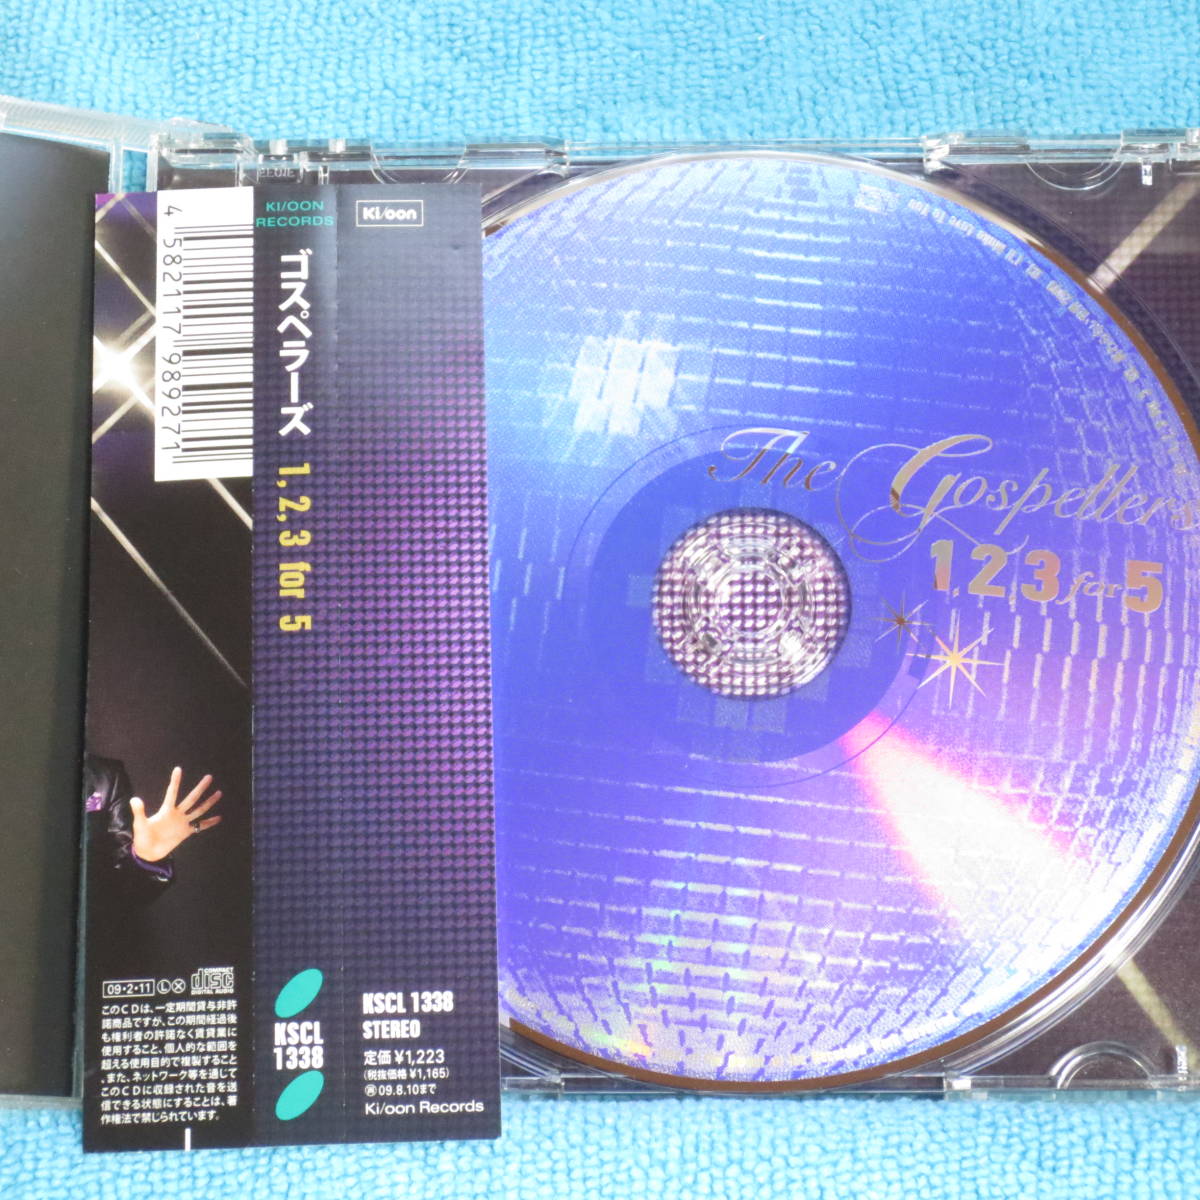 4 582117 989271
KI/OON
RECORDS
ゴスペラーズ 1, 2, 3 for 5
KSCL
1338
Ki/oon
KSCL 1338
STEREO
定価 ¥1,223
(税抜価格 ¥1,165)
再 09.8.10まで
Ki/oon Records
09・2・11 L X COMPACT disc DIGITAL AUDIO
このCDは、一定期間貸与非許
諾商品ですが、この期間経過後
も権利者の許諾なく賃貸業に
使用すること、個人的な範囲を
超える使用目的で複製すること
、また、ネットワーク等を通じて
このCDに収録された音を送
信できる状態にすることは、著
作権法で禁じられています。
The Gospellers
1, 2, 3 for 5